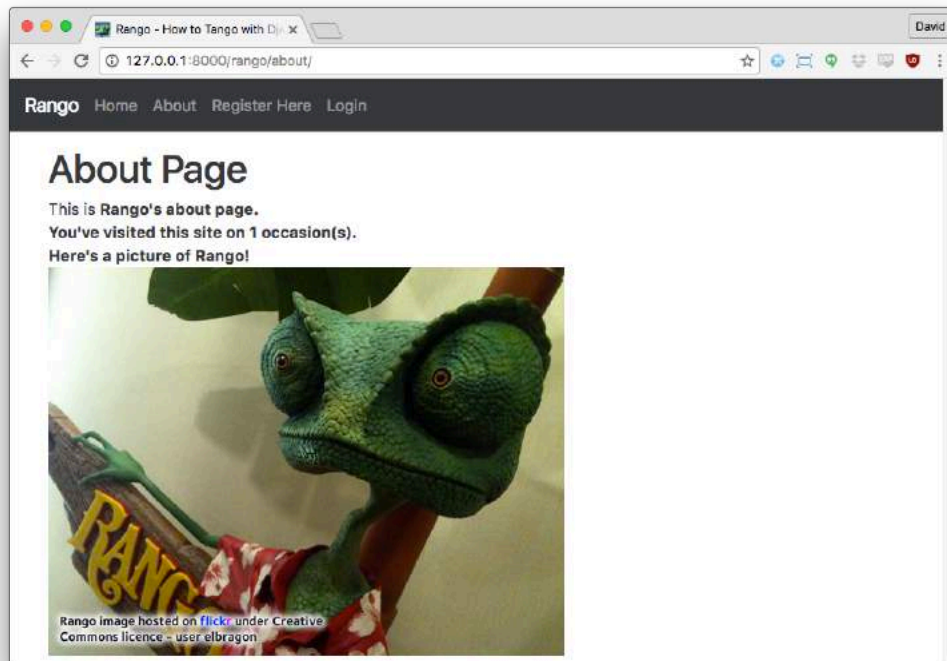 Rango - How to Tango with Dj
David
127.0.0.1:8000/rango/about/
Rango Home About Register Here Login
About Page
This is Rango's about page.
You've visited this site on 1 occasion(s).
Here's a picture of Rango!
RANGO
Rango image hosted on flickr under Creative
Commons licence - user elbragon